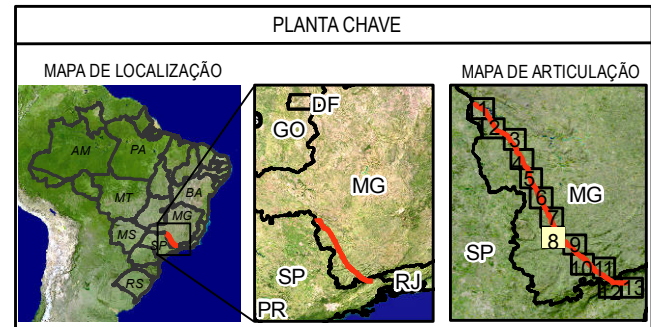 PLANTA CHAVE
MAPA DE LOCALIZAÇÃO
AM
PA
MT
BA
MG
MS
SP
RS
DF
GO
MG
SP
RJ
PR
MAPA DE ARTICULAÇÃO
1
2
3
4
5
6
7
8
9
10
11
12
13
MG
SP